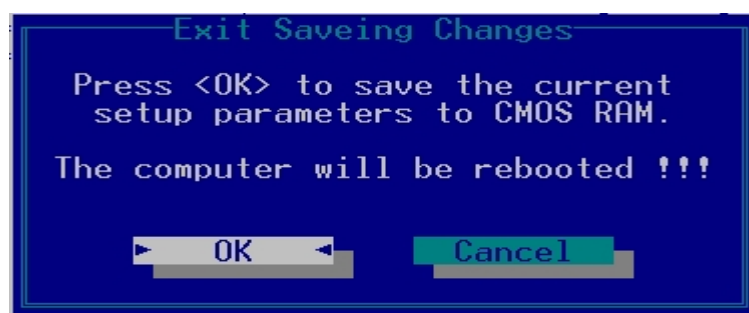 Exit Saveing Changes
Press <OK> to save the current
setup parameters to CMOS RAM.
The computer will be rebooted !!!
OK Cancel